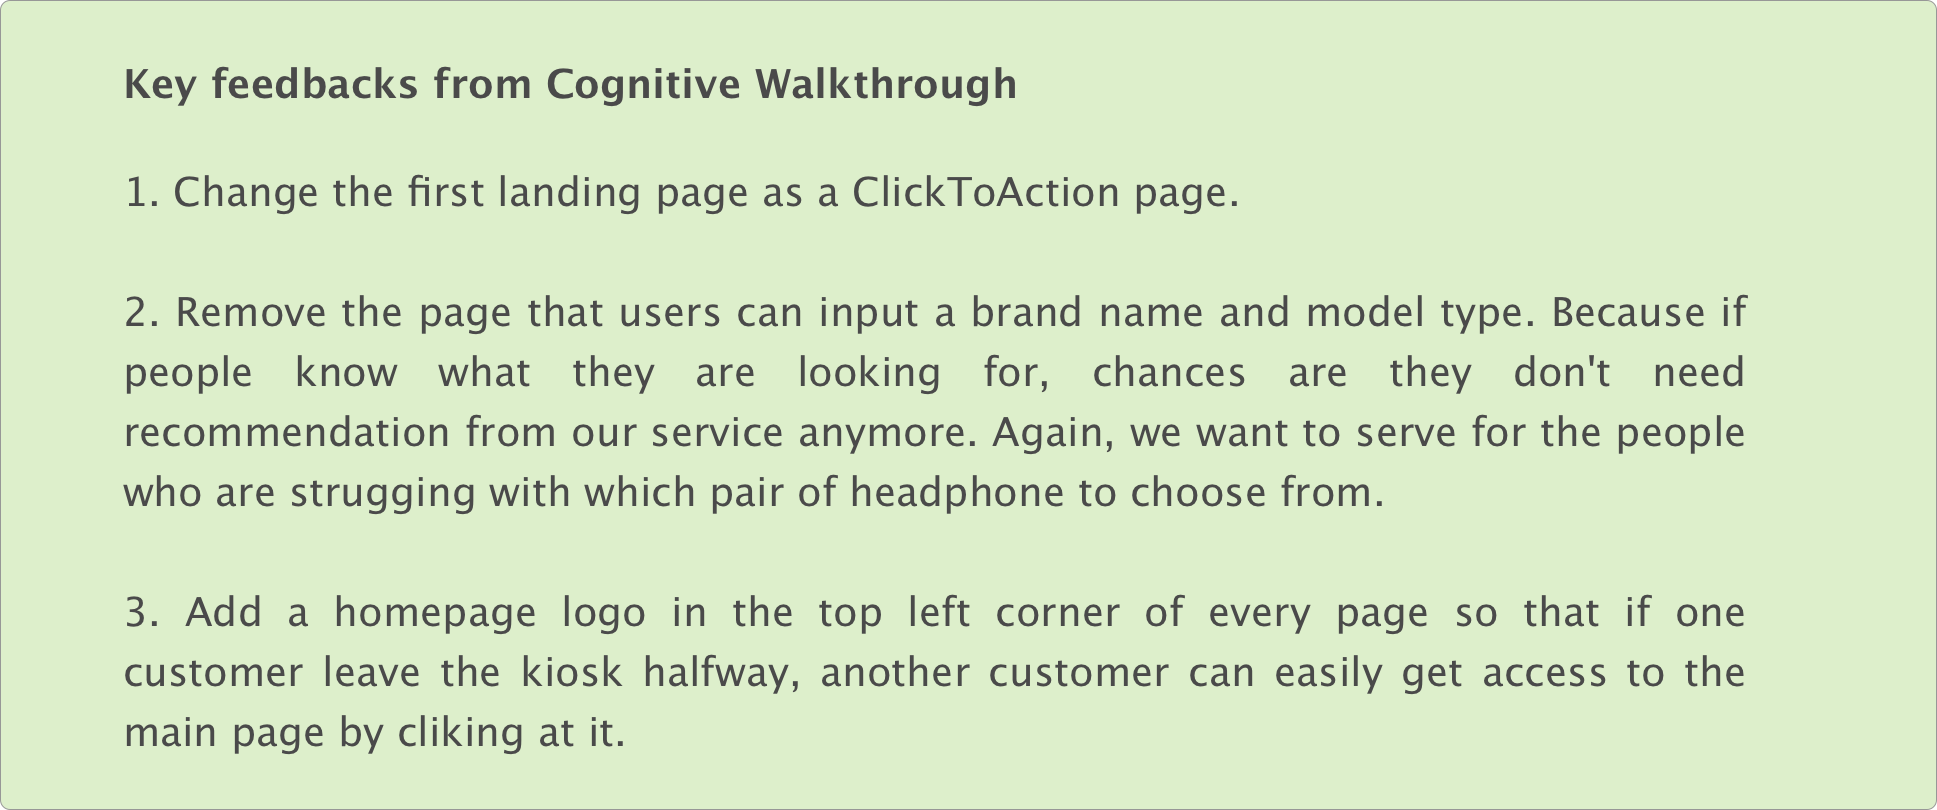 Key feedbacks from Cognitive Walkthrough
1. Change the first landing page as a ClickToAction page.
2. Remove the page that users can input a brand name and model type. Because if
people know what they are looking for, chances are they don't need
recommendation from our service anymore. Again, we want to serve for the people
who are strugging with which pair of headphone to choose from.
3. Add a homepage logo in the top left corner of every page so that if one
customer leave the kiosk halfway, another customer can easily get access to the
main page by cliking at it.